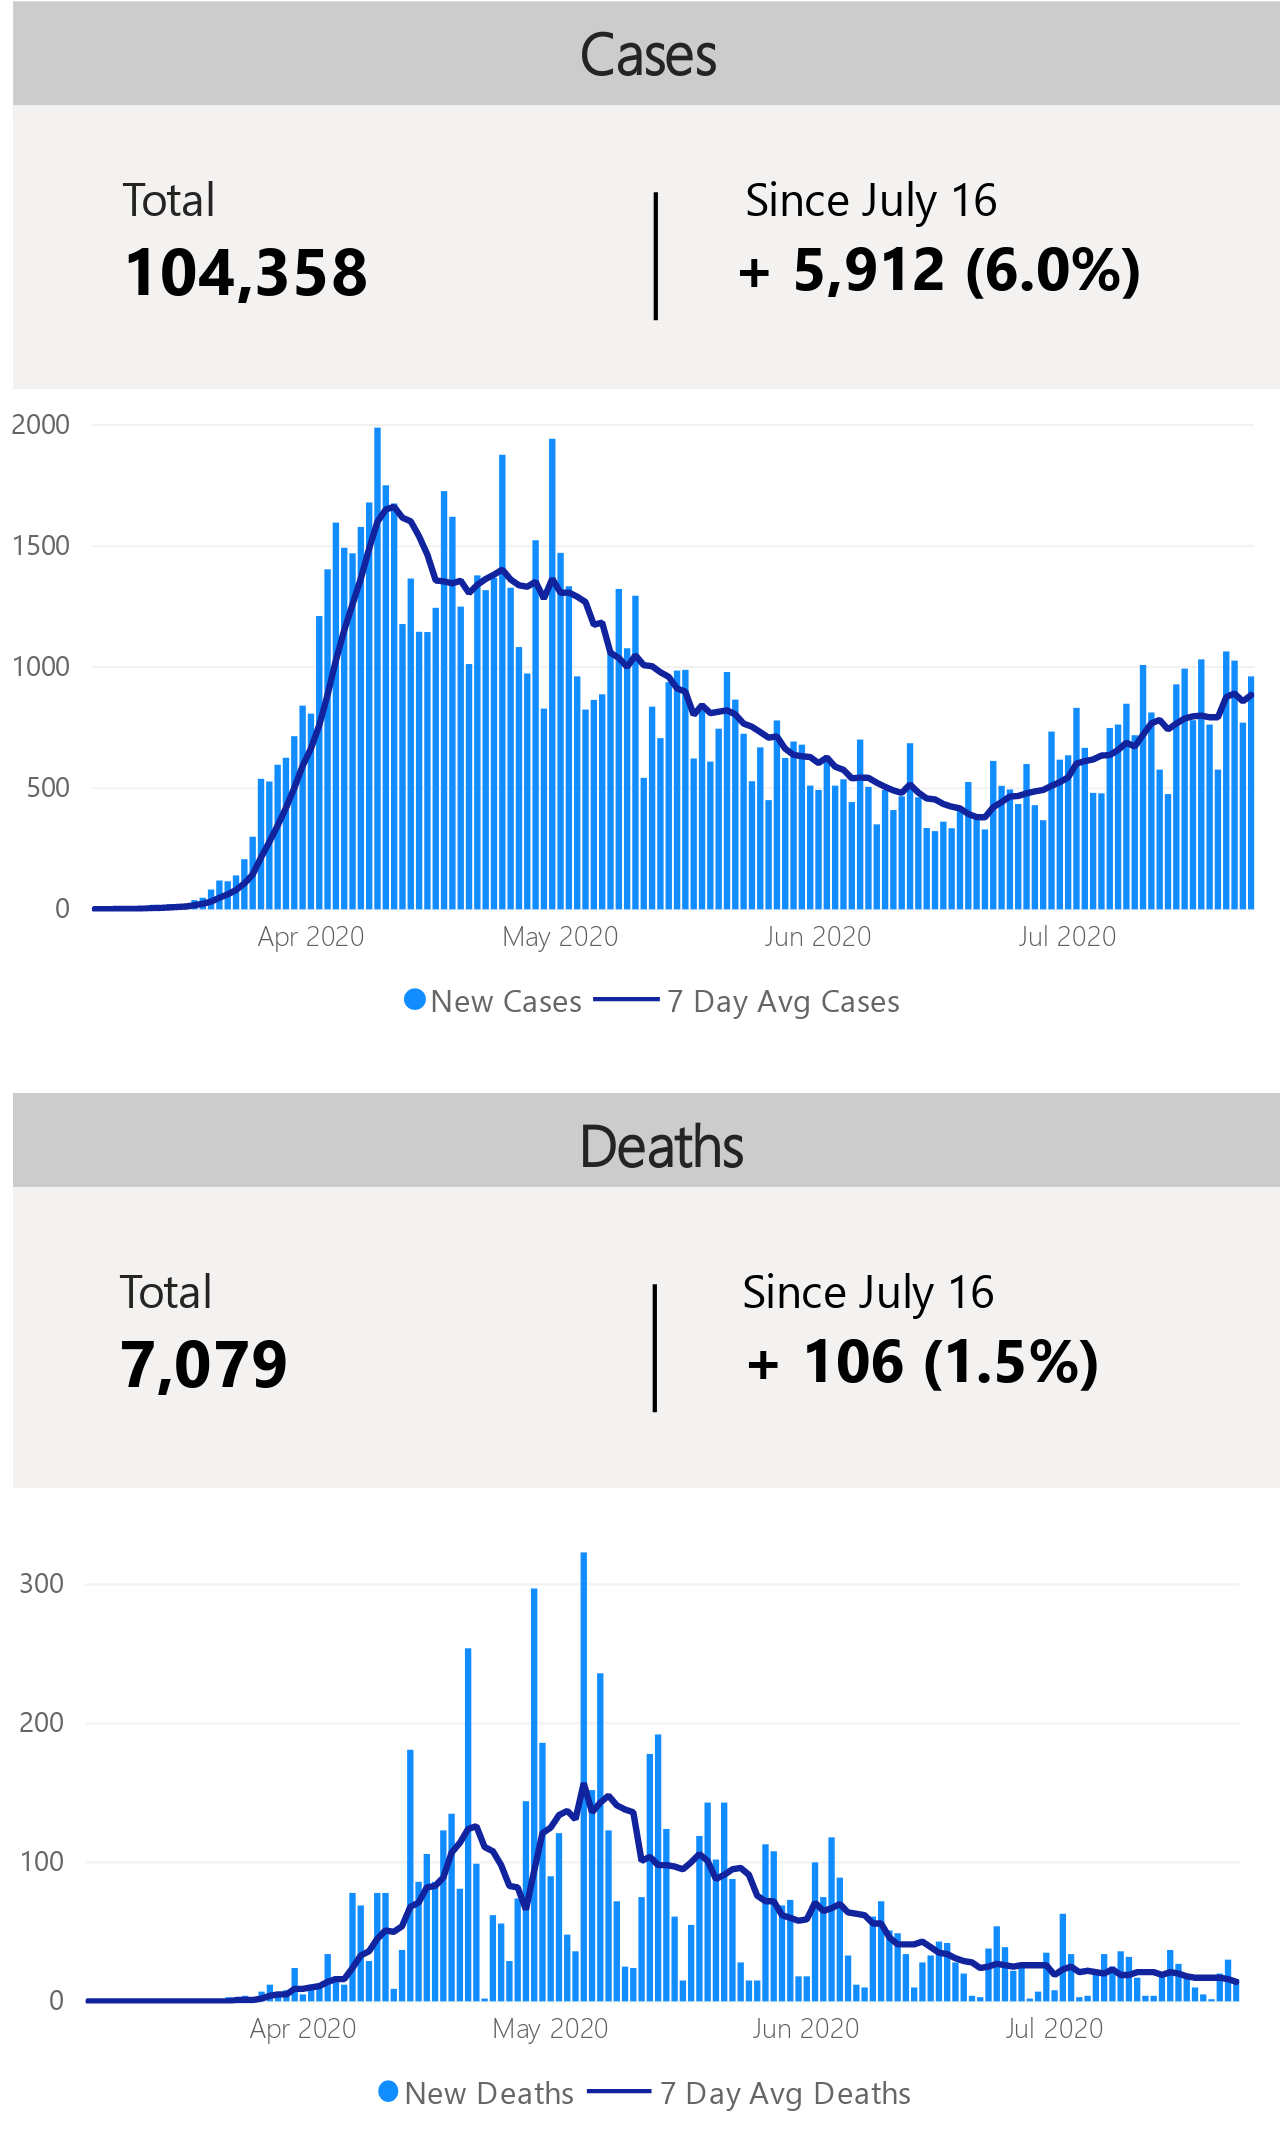 Cases
Total
Since July 16
104,358
+ 5,912 (6.0%)
2000
1500
1000
500
0
Apr 2020 May 2020 Jun 2020 Jul 2020
New Cases 7 Day Avg Cases
Deaths
Total
Since July 16
7,079
+ 106 (1.5%)
300
200
100
0
Apr 2020 May 2020 Jun 2020 Jul 2020
New Deaths 7 Day Avg Deaths